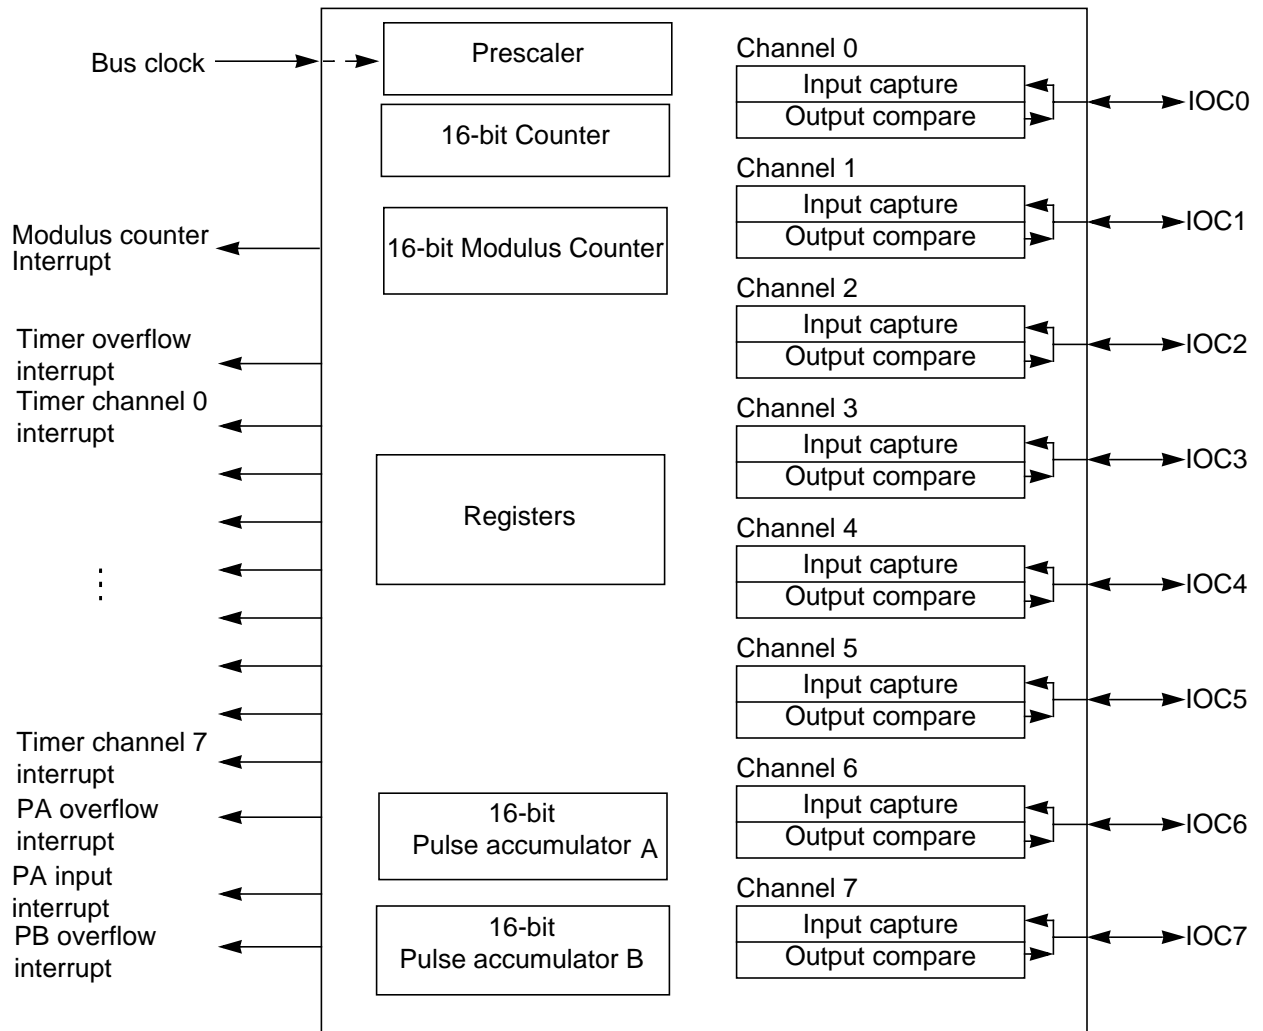 Bus clock
Modulus counter
Interrupt
Timer overflow
interrupt
Timer channel 0
interrupt
Timer channel 7
interrupt
PA overflow
interrupt
PA input
interrupt
PB overflow
interrupt
Prescaler
16-bit Counter
16-bit Modulus Counter
Registers
16-bit
Pulse accumulator A
16-bit
Pulse accumulator B
Channel 0
Input capture
Output compare
IOC0
Channel 1
Input capture
Output compare
IOC1
Channel 2
Input capture
Output compare
IOC2
Channel 3
Input capture
Output compare
IOC3
Channel 4
Input capture
Output compare
IOC4
Channel 5
Input capture
Output compare
IOC5
Channel 6
Input capture
Output compare
IOC6
Channel 7
Input capture
Output compare
IOC7